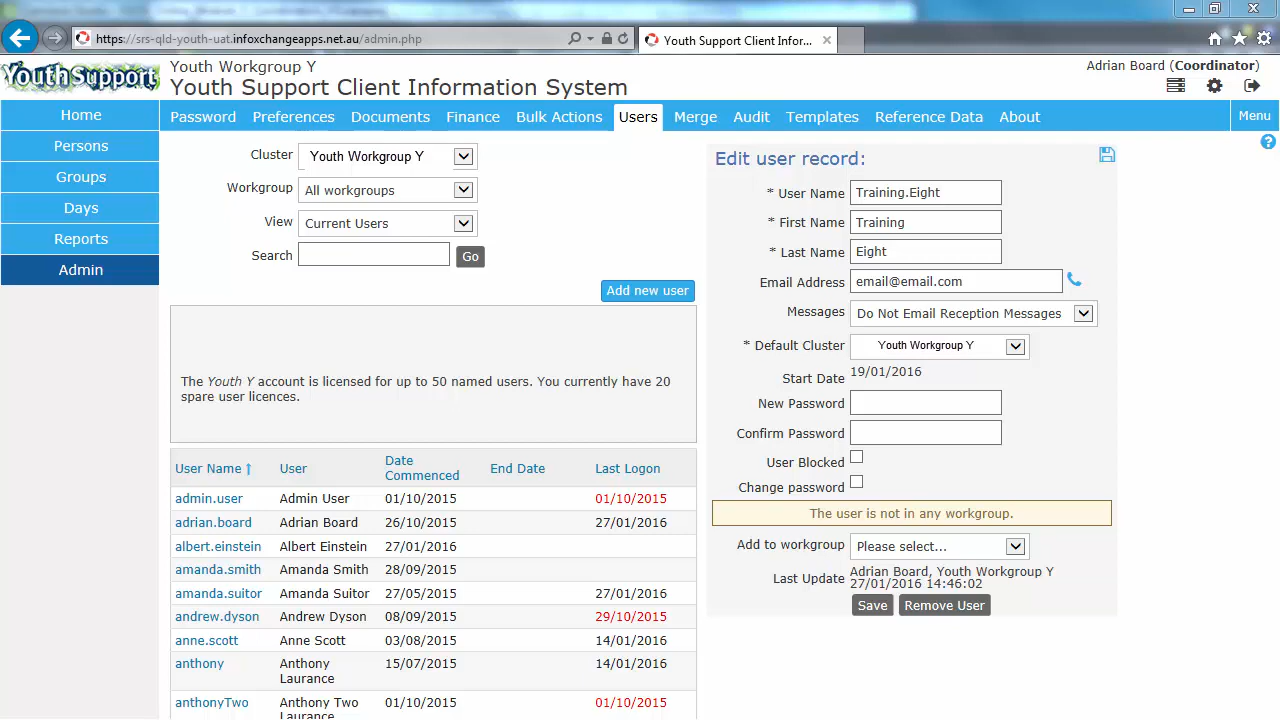 https://srs-qld-youth-uat.infoxchangeapps.net.au/admin.php
Youth Support Client Infor...
YouthSupport
Youth Workgroup Y
Youth Support Client Information System
Adrian Board (Coordinator)
Home
Persons
Groups
Days
Reports
Admin
Password Preferences Documents Finance Bulk Actions Users Merge Audit Templates Reference Data About
Menu
Cluster Youth Workgroup Y
Workgroup All workgroups
View Current Users
Search Go
Add new user
The Youth Y account is licensed for up to 50 named users. You currently have 20
spare user licences.
User Name User Date Commenced End Date Last Logon
admin.user Admin User 01/10/2015 01/10/2015
adrian.board Adrian Board 26/10/2015 27/01/2016
albert.einstein Albert Einstein 27/01/2016
amanda.smith Amanda Smith 28/09/2015
amanda.suitor Amanda Suitor 27/05/2015 27/01/2016
andrew.dyson Andrew Dyson 08/09/2015 29/10/2015
anne.scott Anne Scott 03/08/2015 14/01/2016
anthony Anthony Laurance 15/07/2015 14/01/2016
anthonyTwo Anthony Two Laurance 01/10/2015 01/10/2015
Edit user record:
* User Name Training.Eight
* First Name Training
* Last Name Eight
Email Address email@email.com
Messages Do Not Email Reception Messages
* Default Cluster Youth Workgroup Y
Start Date 19/01/2016
New Password
Confirm Password
User Blocked
Change password
The user is not in any workgroup.
Add to workgroup Please select...
Last Update Adrian Board, Youth Workgroup Y
27/01/2016 14:46:02
Save Remove User